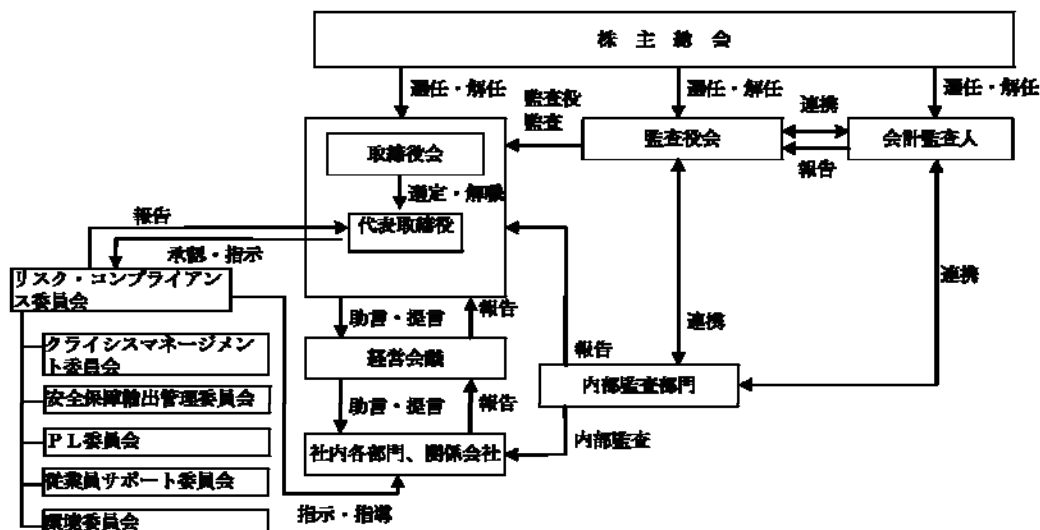 株主総会
選任・解任
選任・解任
選任・解任
監査役
監査
連携
報告
取締役会
監査役会
会計監査人
選定・解職
代表取締役
報告
承認・指示
リスク・コンプライアン
ス委員会
クライシスマネージメン
ト委員会
安全保障輸出管理委員会
PL委員会
従業員サポート委員会
環境委員会
助言・提言
報告
経営会議
助言・提言
報告
社内各部門、関係会社
指示・指導
報告
内部監査部門
内部監査
連携
連携